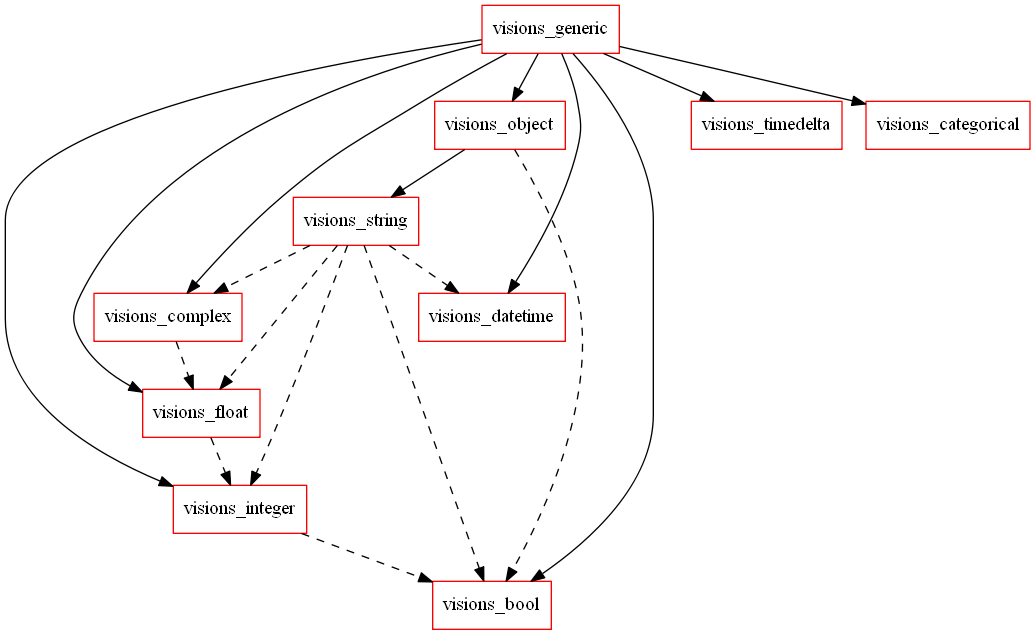 visions_generic
visions_object
visions_timedelta
visions_categorical
visions_string
visions_complex
visions_datetime
visions_float
visions_integer
visions_bool